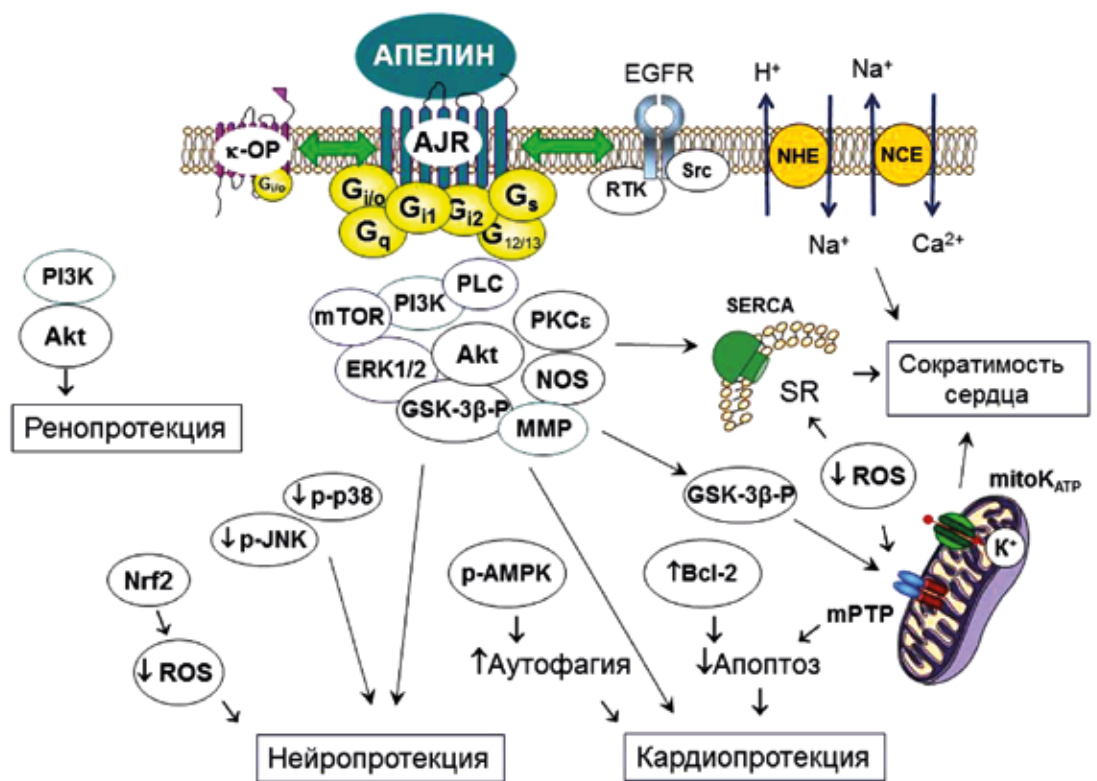 АПЕЛИН
EGFR
H⁺
Na⁺
κ-OP
AJR
NHE
NCE
Gi/o
Gi/o
Gi1
Gi2
Gs
RTK
Src
Gq
G12/13
Na⁺
Ca²⁺
PI3K
Akt
Ренопротекция
PLC
PI3K
mTOR
PKCε
Akt
ERK1/2
NOS
GSK-3β-P
MMP
SERCA
SR
Сократимость
сердца
↓ p-p38
↓ p-JNK
GSK-3β-P
↓ ROS
mitoKATP
K⁺
Nrf2
p-AMPK
↑Bcl-2
mPTP
↓ ROS
↑Аутофагия
↓Апоптоз
Нейропротекция
Кардиопротекция